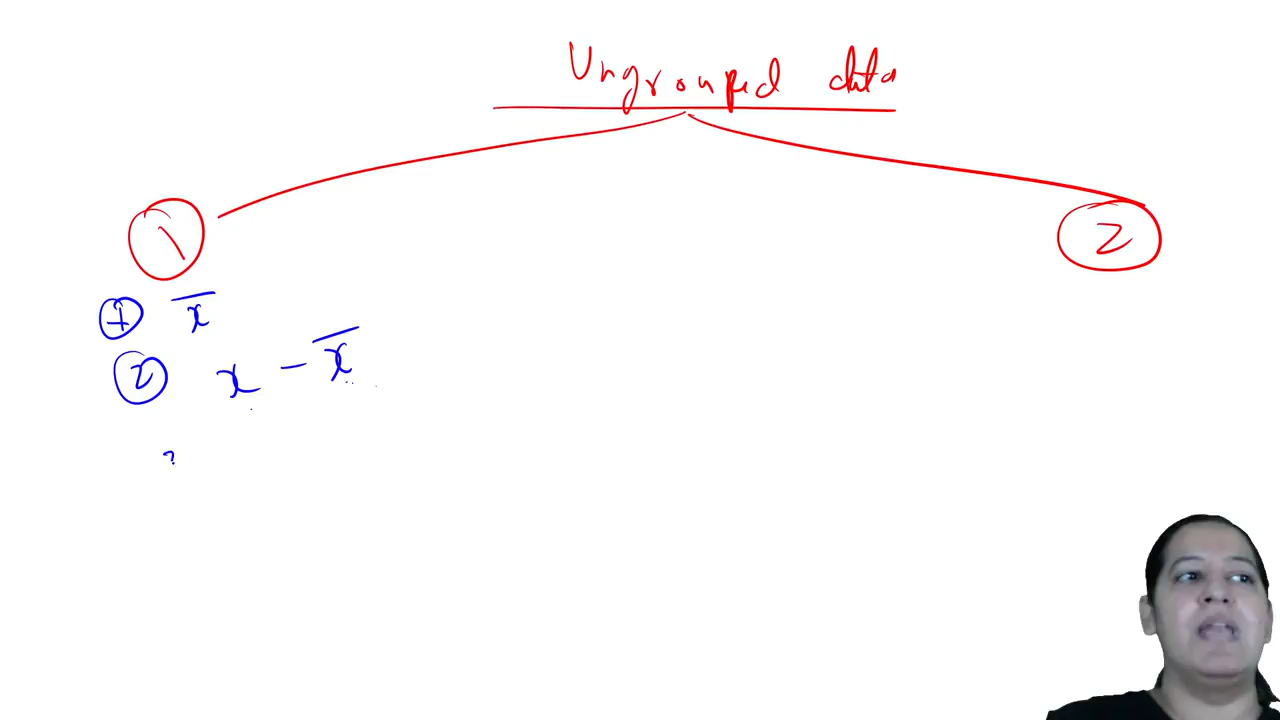 Ungrouped data
1
2
1 x̄
2 x - x̄